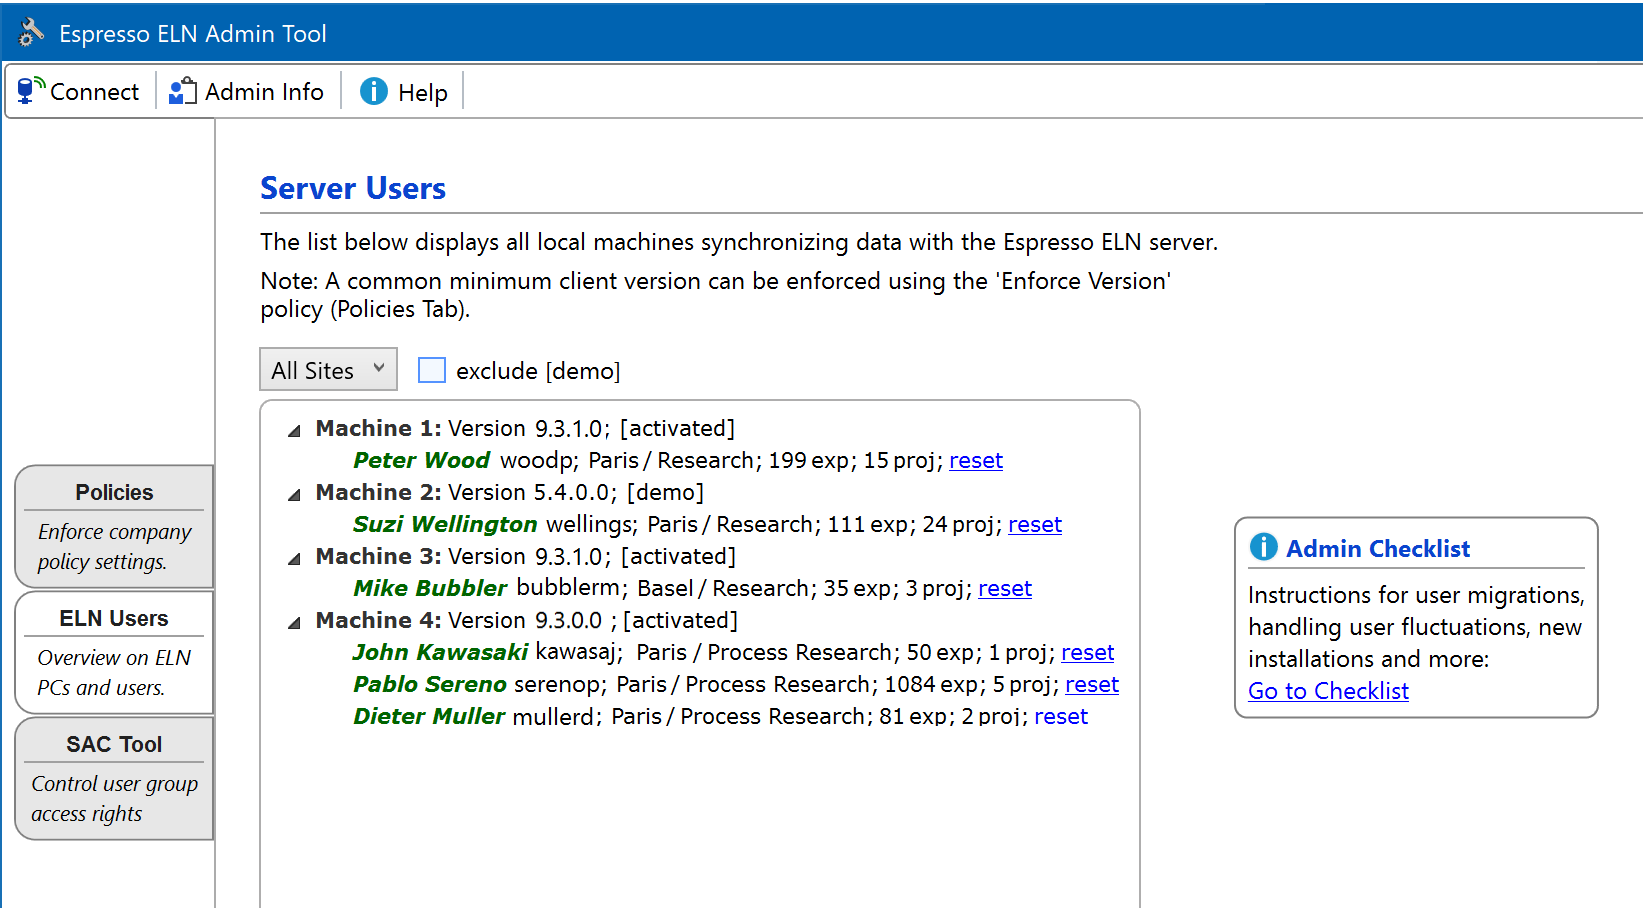 Espresso ELN Admin Tool
Connect
Admin Info
Help
Server Users
The list below displays all local machines synchronizing data with the Espresso ELN server.
Note: A common minimum client version can be enforced using the 'Enforce Version'
policy (Policies Tab).
All Sites
exclude [demo]
Machine 1: Version 9.3.1.0; [activated]
Peter Wood woodp; Paris / Research; 199 exp; 15 proj; reset
Machine 2: Version 5.4.0.0; [demo]
Suzi Wellington wellings; Paris / Research; 111 exp; 24 proj; reset
Machine 3: Version 9.3.1.0; [activated]
Mike Bubbler bubblerm; Basel / Research; 35 exp; 3 proj; reset
Machine 4: Version 9.3.0.0 ; [activated]
John Kawasaki kawasaj; Paris / Process Research; 50 exp; 1 proj; reset
Pablo Sereno serenop; Paris / Process Research; 1084 exp; 5 proj; reset
Dieter Muller mullerd; Paris / Process Research; 81 exp; 2 proj; reset
Policies
Enforce company
policy settings.
ELN Users
Overview on ELN
PCs and users.
SAC Tool
Control user group
access rights
Admin Checklist
Instructions for user migrations,
handling user fluctuations, new
installations and more:
Go to Checklist